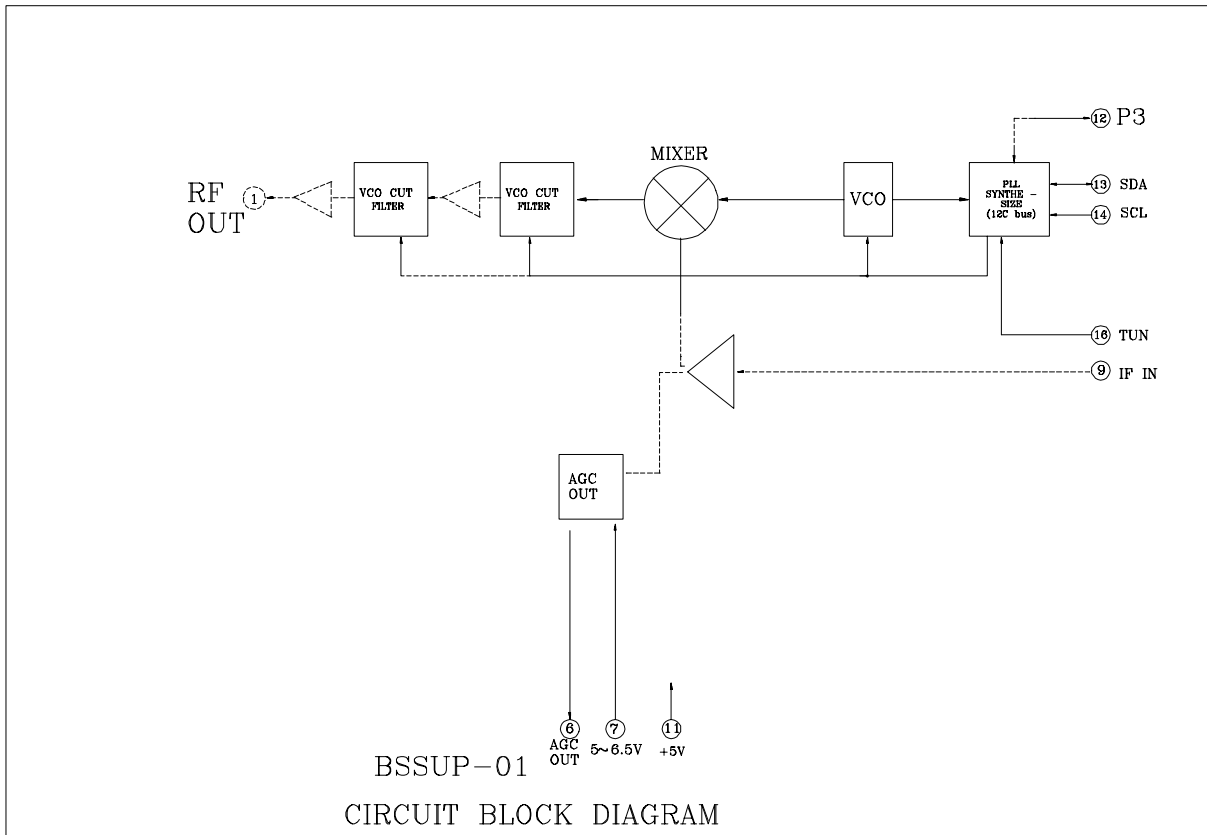 12 P3
MIXER
RF
OUT
1
VCO CUT
FILTER
VCO CUT
FILTER
VCO
PLL
SYNTHE -
SIZE
(12C bus)
13 SDA
14 SCL
16 TUN
9 IF IN
AGC
OUT
6
AGC
OUT
7
5~6.5V
11
+5V
BSSUP-01
CIRCUIT BLOCK DIAGRAM